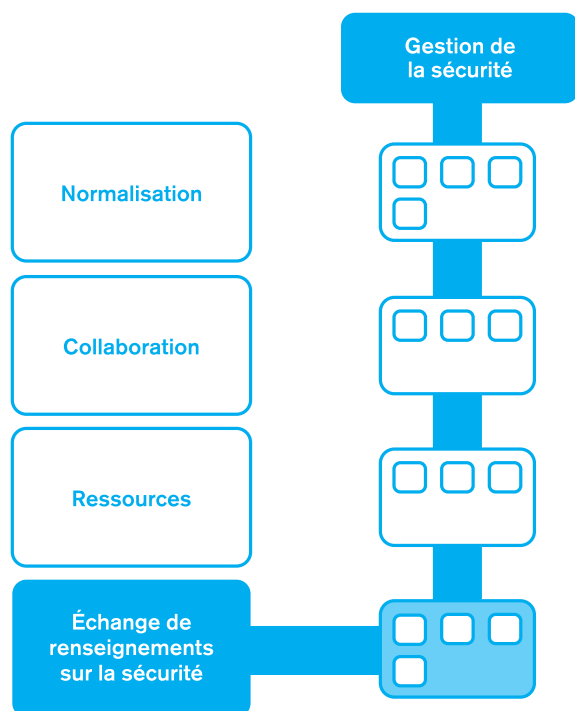 Gestion de
la sécurité
Normalisation
Collaboration
Ressources
Échange de
renseignements
sur la sécurité